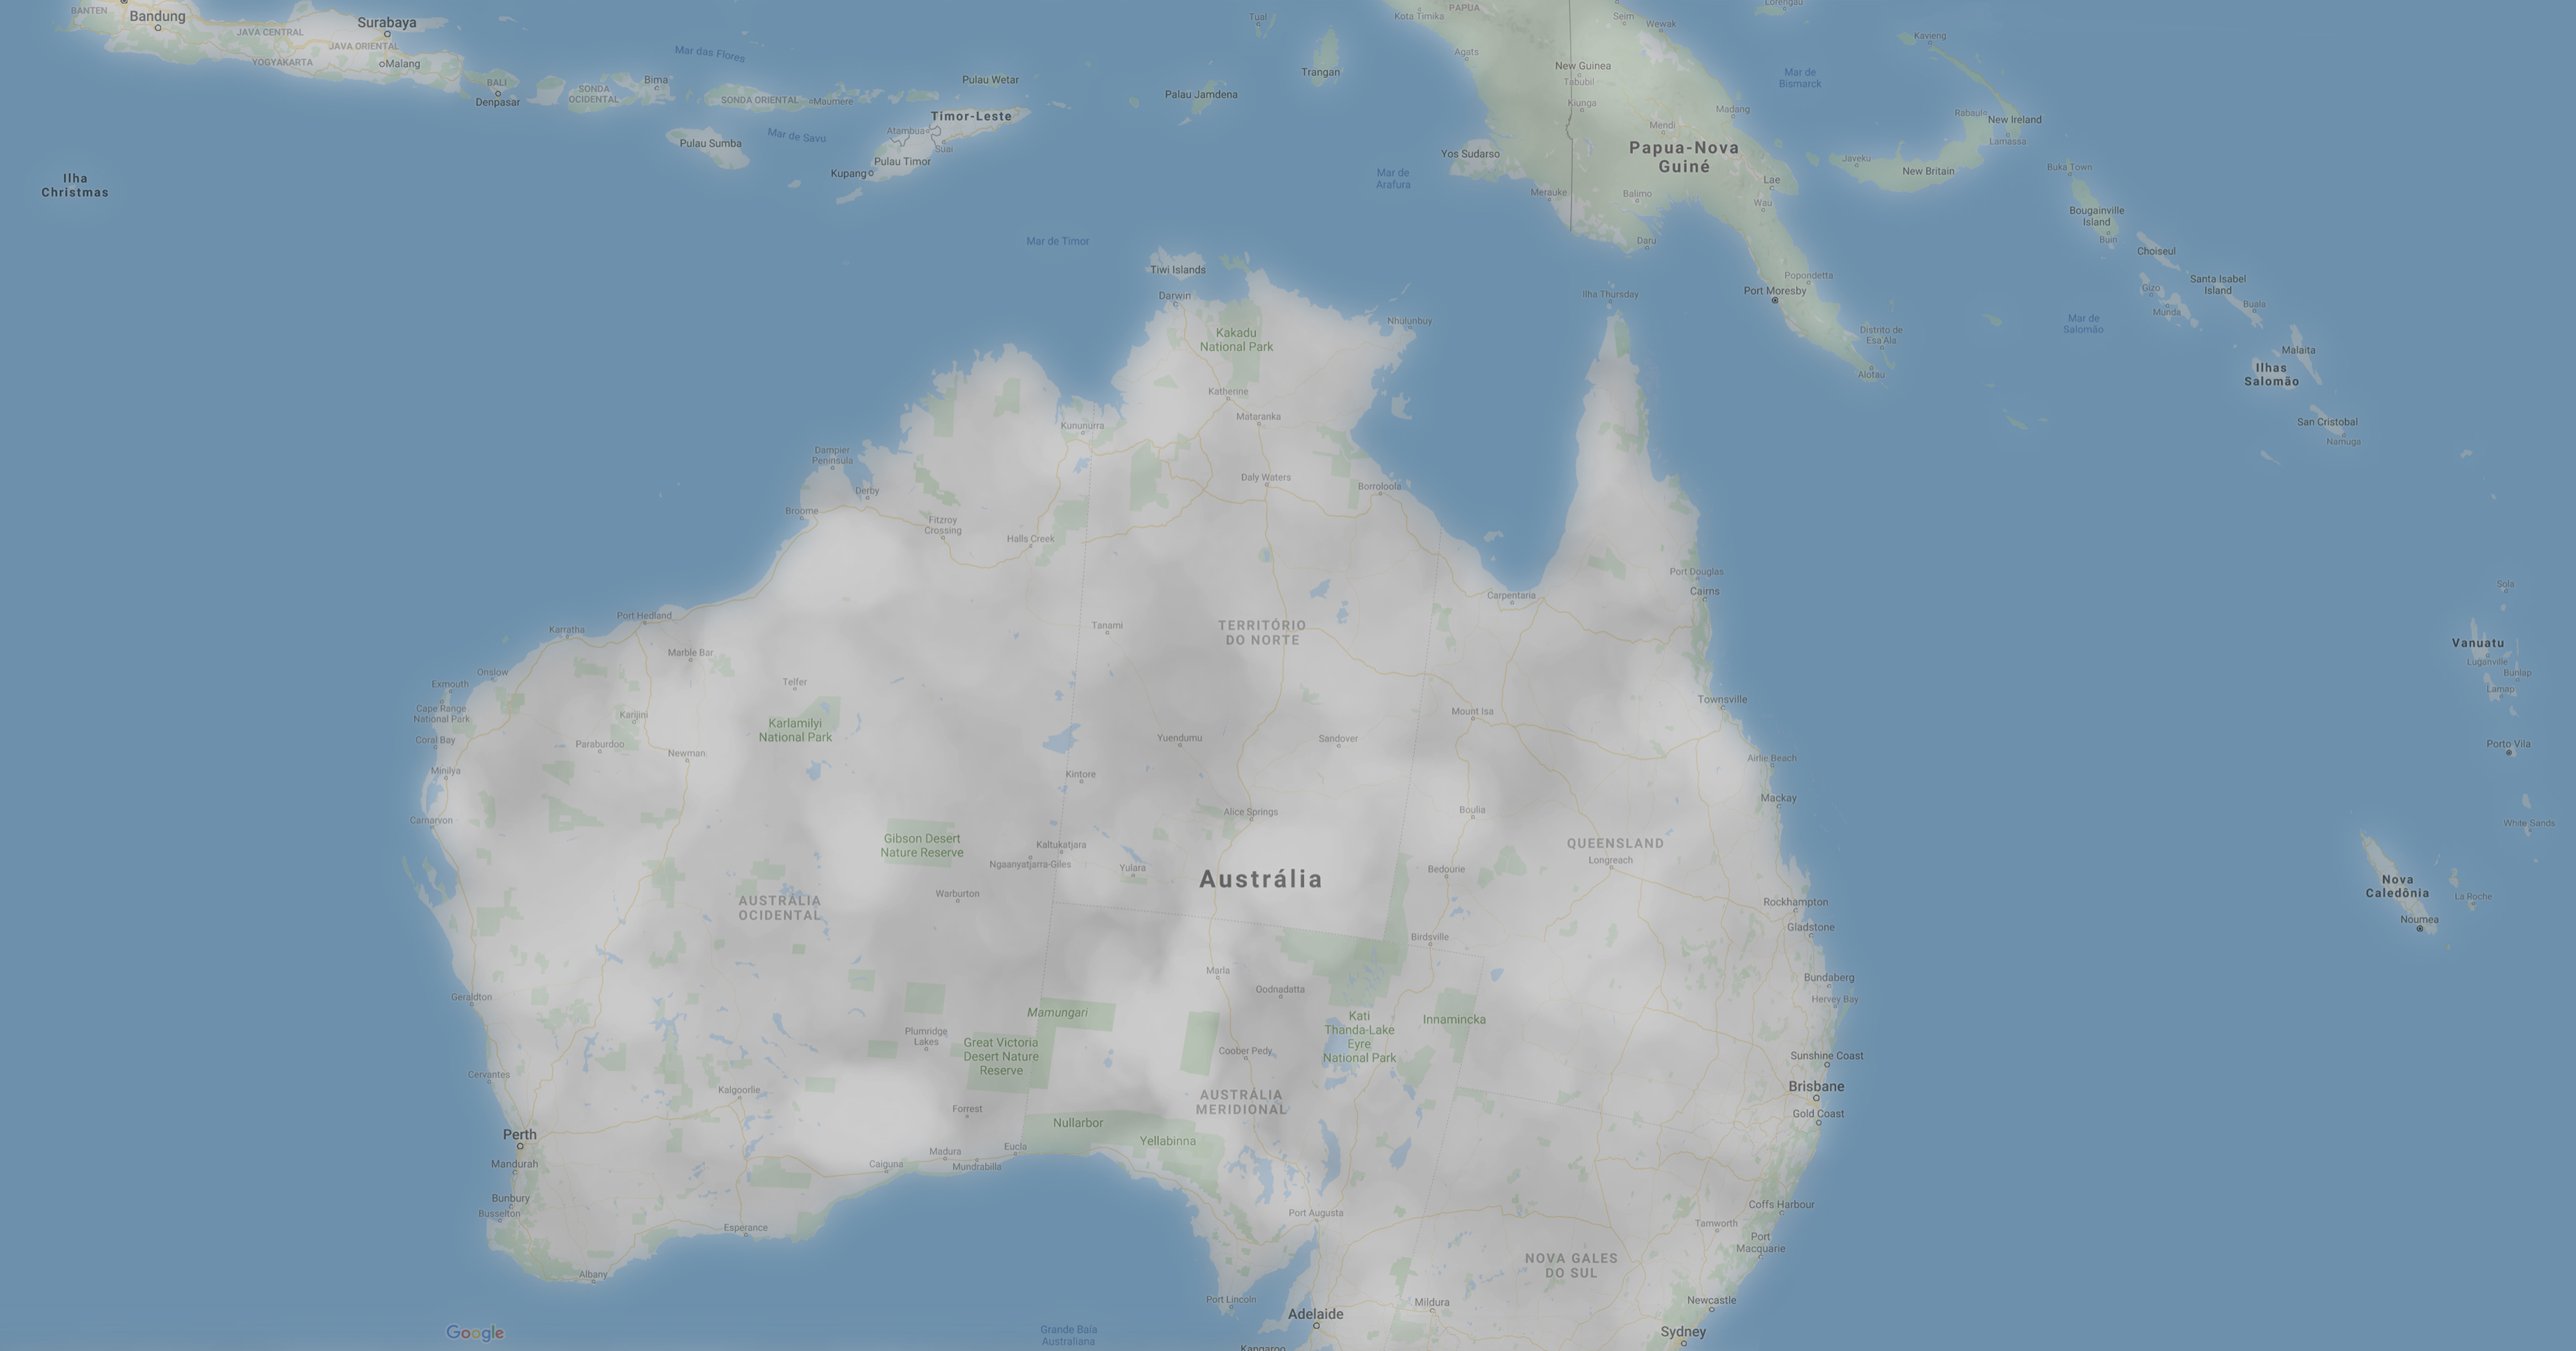 BANTEN
Bandung
JAVA CENTRAL
Surabaya
JAVA ORIENTAL
YOGYAKARTA
Malang
BALI
Denpasar
SONDA
OCIDENTAL
Bima
Mar das Flores
SONDA ORIENTAL
Maumere
Pulau Wetar
Timor-Leste
Atambua
Suai
Pulau Timor
Kupang
Mar de Savu
Pulau Sumba
Ilha
Christmas
Tual
Trangan
Palau Jamdena
Kota Timika
PAPUA
Agats
Seim
Wewak
New Guinea
Tabubil
Kiunga
Madang
Mendi
Papua-Nova
Guiné
Yos Sudarso
Merauke
Balimo
Lae
Wau
Daru
Mar de
Arafura
Mar de Timor
Lorengau
Kavieng
Mar de
Bismarck
Rabaule
New Ireland
Lamassa
Javeku
New Britain
Buka Town
Bougainville
Island
Buin
Choiseul
Santa Isabel
Island
Gizo
Munda
Buala
Mar de
Salomão
Malaita
Ilhas
Salomão
San Cristobal
Namuga
Popondetta
Port Moresby
Distrito de
Esa Ala
Alotau
Ilha Thursday
Tiwi Islands
Darwin
Nhulunbuy
Kakadu
National Park
Katherine
Mataranka
Kununurra
Dampier
Peninsula
Derby
Broome
Fitzroy
Crossing
Halls Creek
Daly Waters
Borroloola
Port Douglas
Cairns
Carpentaria
Sola
Port Hedland
Karratha
Marble Bar
Tanami
TERRITÓRIO
DO NORTE
Vanuatu
Luganville
Bunlap
Lamap
Onslow
Exmouth
Cape Range
National Park
Telfer
Karijini
Karlamilyi
National Park
Townsville
Mount Isa
Coral Bay
Paraburdoo
Newman
Yuendumu
Sandover
Porto Vila
Airlie Beach
Minilya
Kintore
Mackay
Carnarvon
Alice Springs
Boulia
White Sands
Gibson Desert
Nature Reserve
Kaltukatjara
Ngaanyatjarra-Giles
Yulara
QUEENSLAND
Longreach
Bedourie
Austrália
Warburton
AUSTRÁLIA
OCIDENTAL
Nova
Caledônia
La Roche
Noumea
Rockhampton
Gladstone
Birdsville
Marla
Oodnadatta
Bundaberg
Hervey Bay
Geraldton
Mamungari
Kati
Thanda-Lake
Eyre
National Park
Innamincka
Plumridge
Lakes
Great Victoria
Desert Nature
Reserve
Coober Pedy
Sunshine Coast
Cervantes
Kalgoorlie
AUSTRÁLIA
MERIDIONAL
Brisbane
Gold Coast
Forrest
Nullarbor
Yellabinna
Perth
Mandurah
Caiguna
Madura
Eucla
Mundrabilla
Bunbury
Busselton
Esperance
Port Augusta
Coffs Harbour
Tamworth
Port
Macquarie
NOVA GALES
DO SUL
Albany
Port Lincoln
Adelaide
Mildura
Newcastle
Sydney
Google
Grande Baía
Australiana
Kangaroo